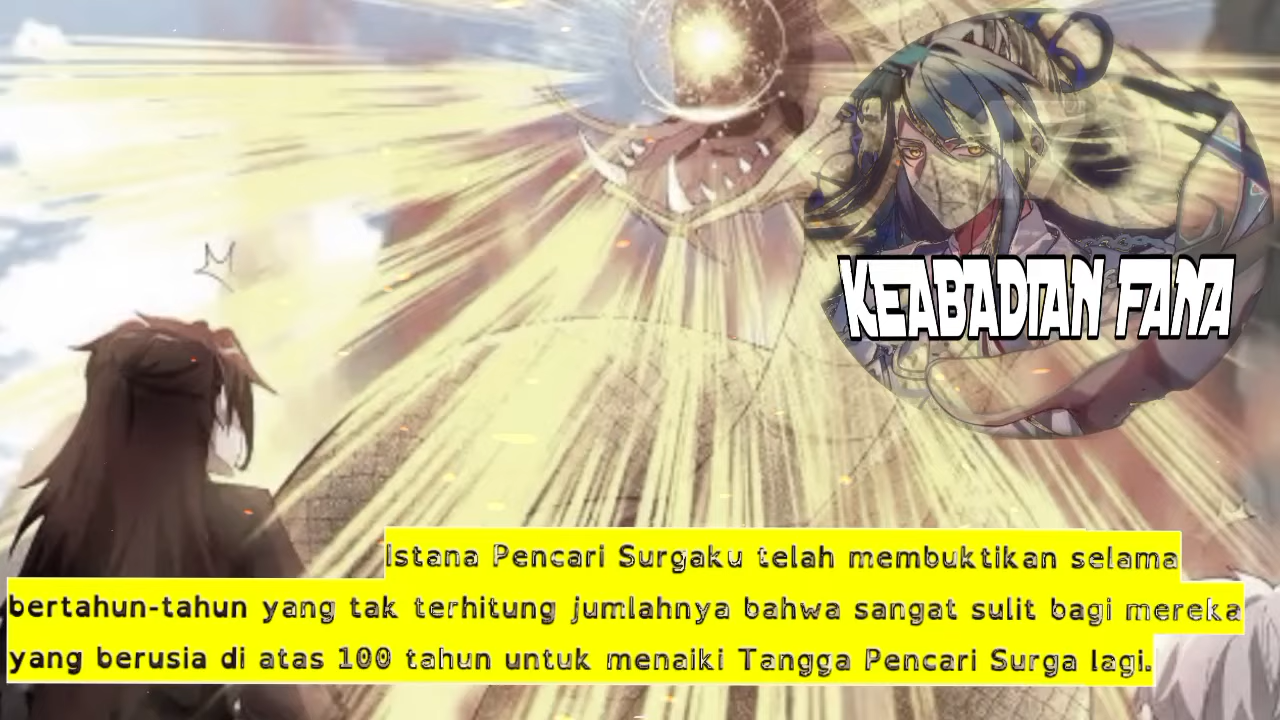 KEABADIAN FANA
Istana Pencari Surgaku telah membuktikan selama
bertahun-tahun yang tak terhitung jumlahnya bahwa sangat sulit bagi mereka
yang berusia di atas 100 tahun untuk menaiki Tangga Pencari Surga lagi.